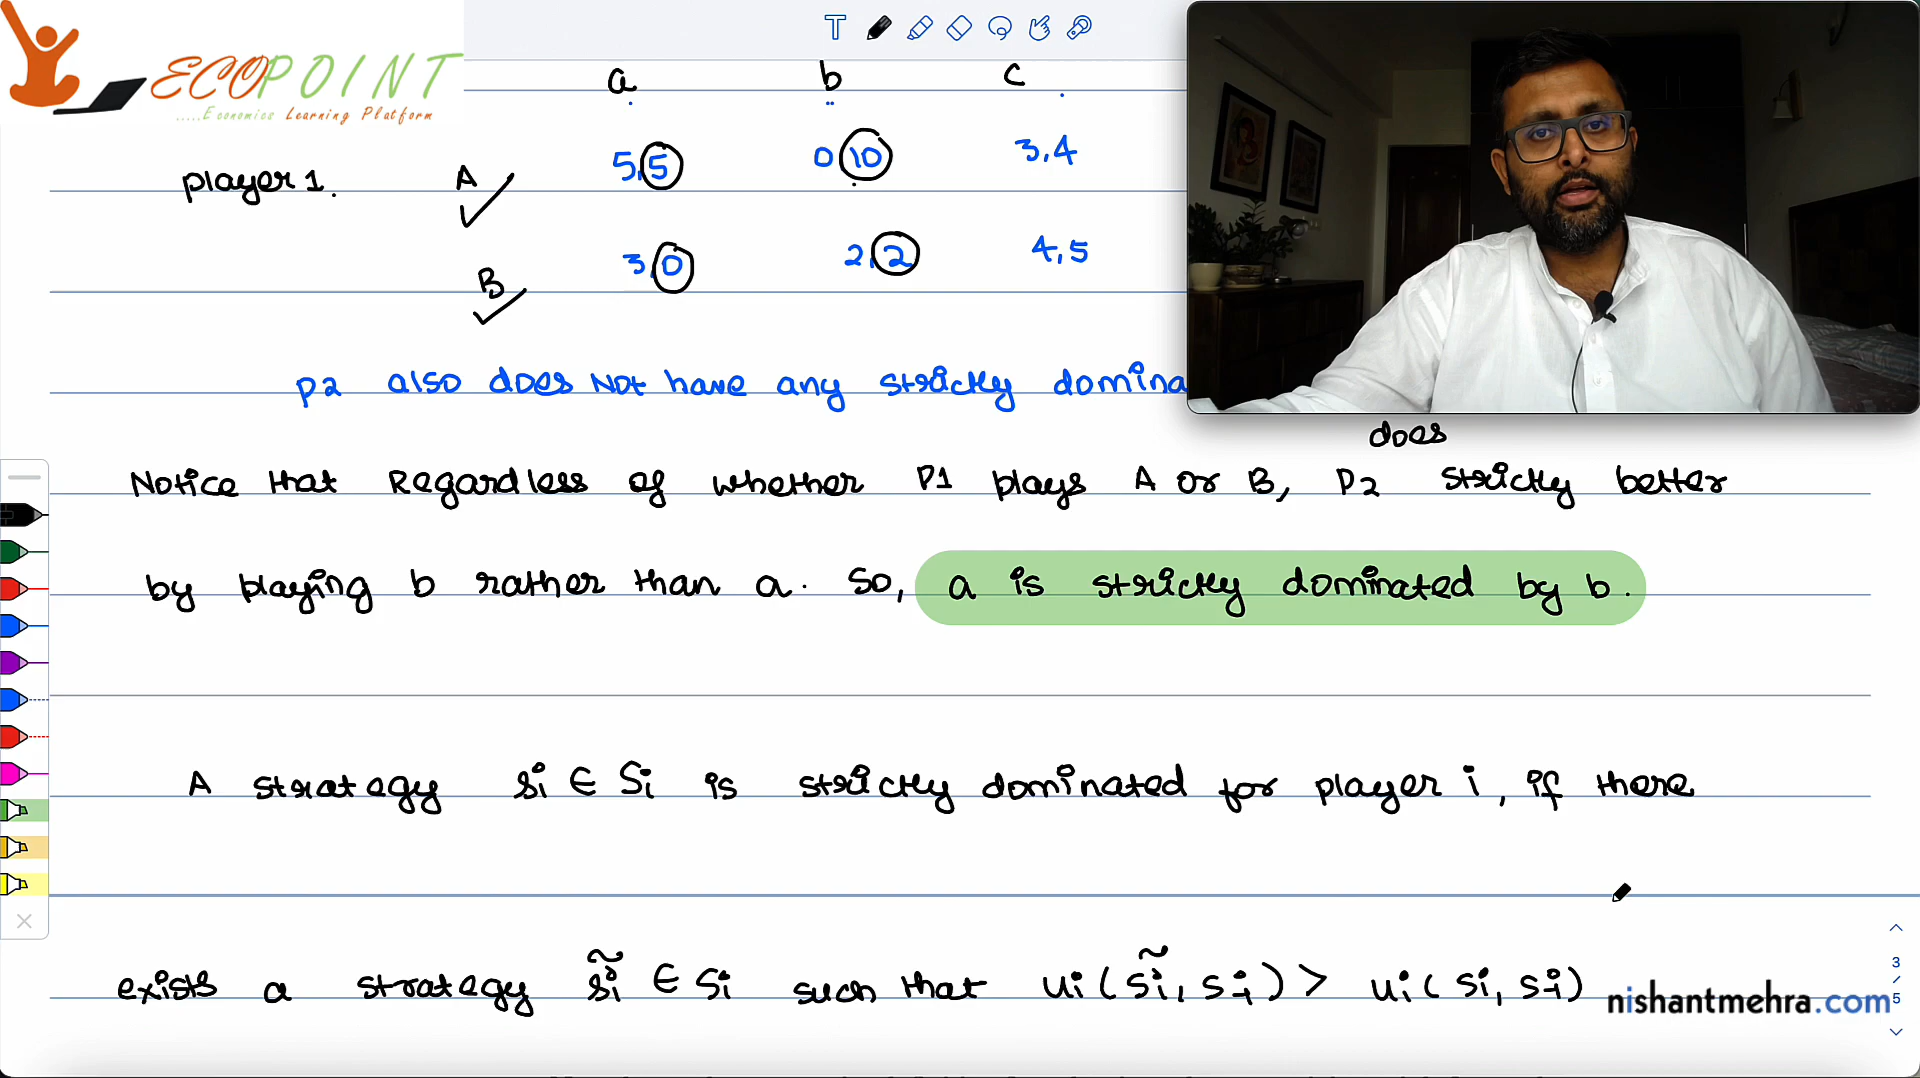 ECOPOINT
.....Economics Learning Platform
a b c
player 1. A 5,5 0 10 3,4
B 3,0 2,2 4,5
P2 also does NOT have any strictly
does
Notice that Regardless of whether P1 plays A or B, P2 strictly better
by playing b rather than a. So, a is strictly dominated by b.
A strategy si ∈ Si is strictly dominated for player i, if there
exists a strategy s̃i ∈ Si such that ui(s̃i, s-i) > ui(si, s-i)
nishantmehra.com
3
/
5